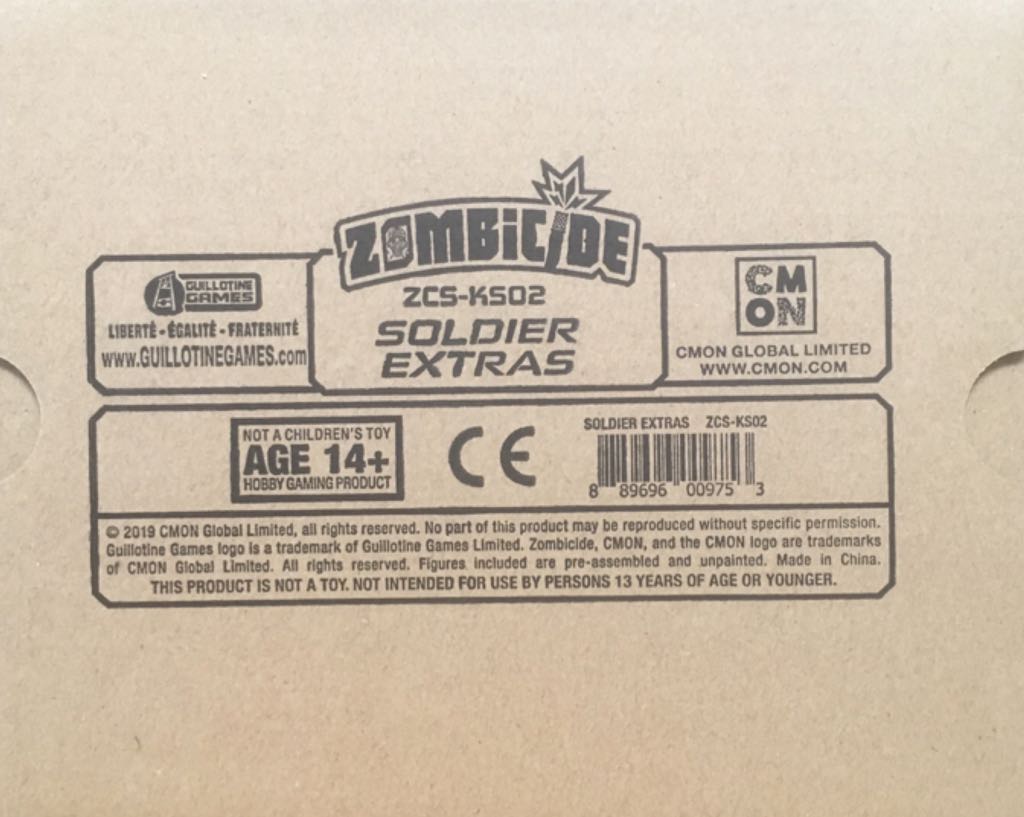 ZOMBICIDE
GUILLOTINE
GAMES
LIBERTÉ - ÉGALITÉ - FRATERNITÉ
www.GUILLOTINEGAMES.com
ZCS-KS02
SOLDIER
EXTRAS
CM
ON
CMON GLOBAL LIMITED
WWW.CMON.COM
NOT A CHILDREN'S TOY
AGE 14+
HOBBY GAMING PRODUCT
CE
SOLDIER EXTRAS ZCS-KS02
8 89696 00975 3
© 2019 CMON Global Limited, all rights reserved. No part of this product may be reproduced without specific permission.
Guillotine Games logo is a trademark of Guillotine Games Limited. Zombicide, CMON, and the CMON logo are trademarks
of CMON Global Limited. All rights reserved. Figures included are pre-assembled and unpainted. Made in China.
THIS PRODUCT IS NOT A TOY. NOT INTENDED FOR USE BY PERSONS 13 YEARS OF AGE OR YOUNGER.